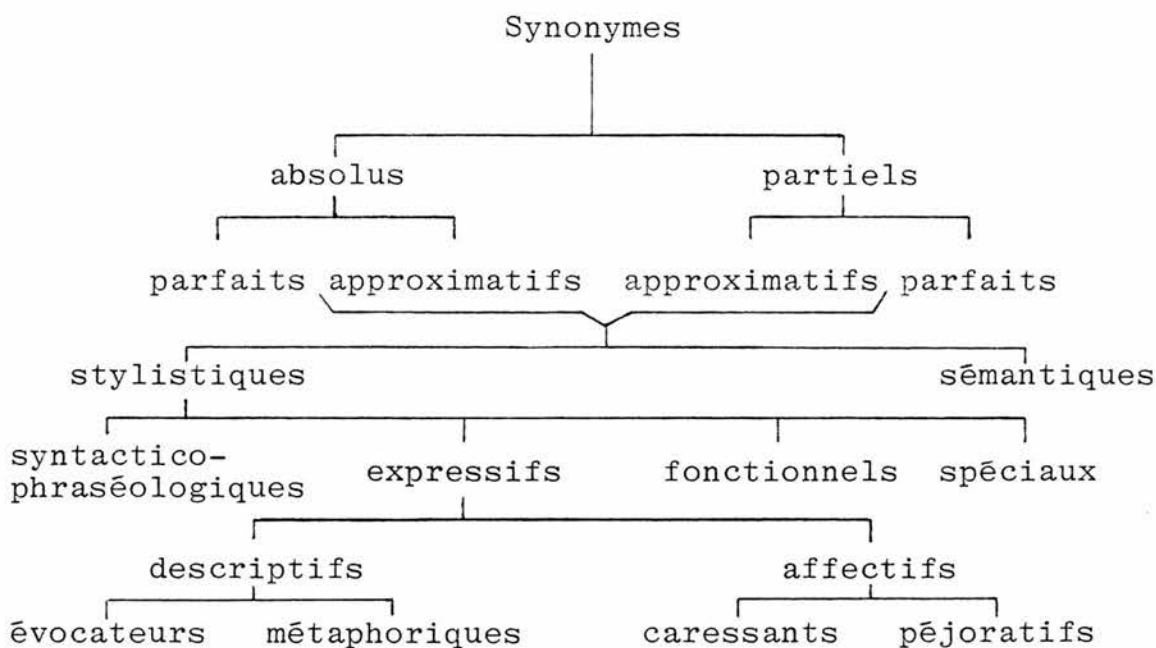 Synonymes
absolus partiels
parfaits approximatifs approximatifs parfaits
stylistiques sémantiques
syntactico- expressifs fonctionnels spéciaux
phraséologiques
descriptifs affectifs
évocateurs métaphoriques caressants péjoratifs